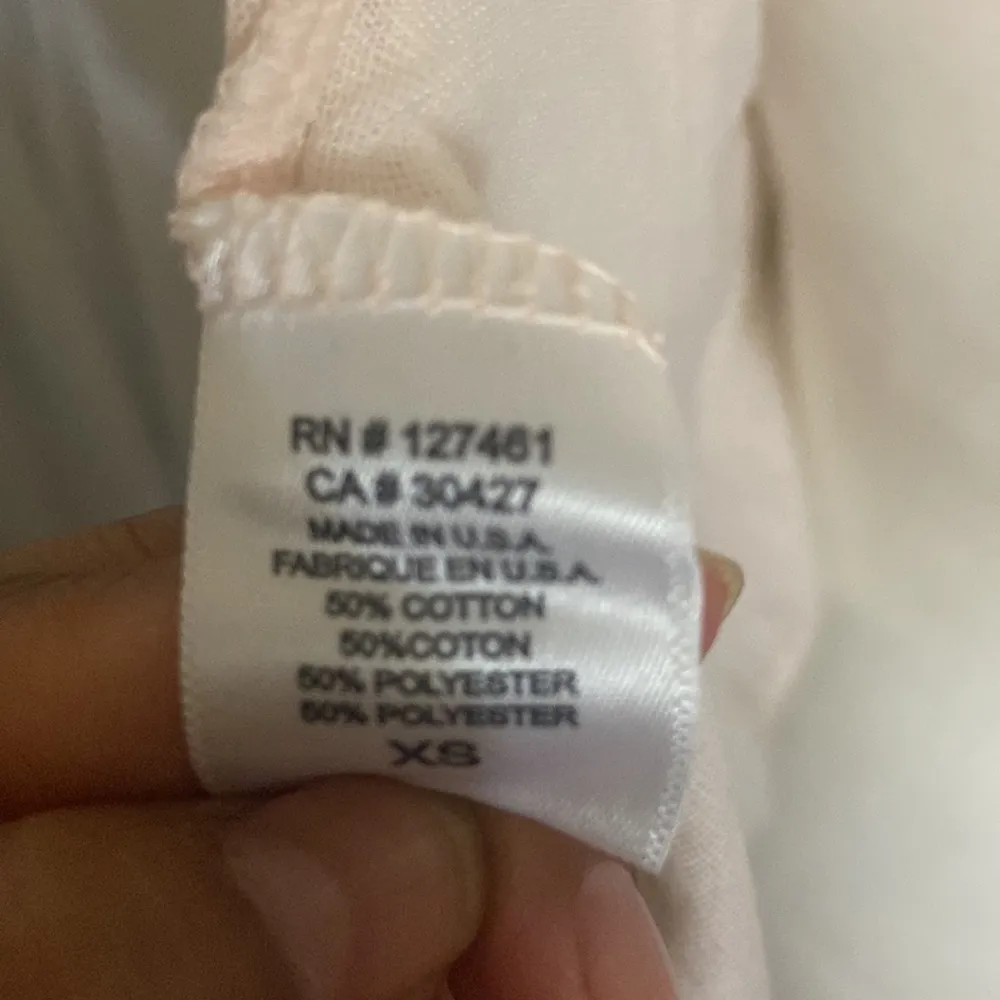 RN # 127461
CA # 30427
MADE IN U.S.A.
FABRIQUE EN U.S.A.
50% COTTON
50%COTON
50% POLYESTER
50% POLYESTER
XS